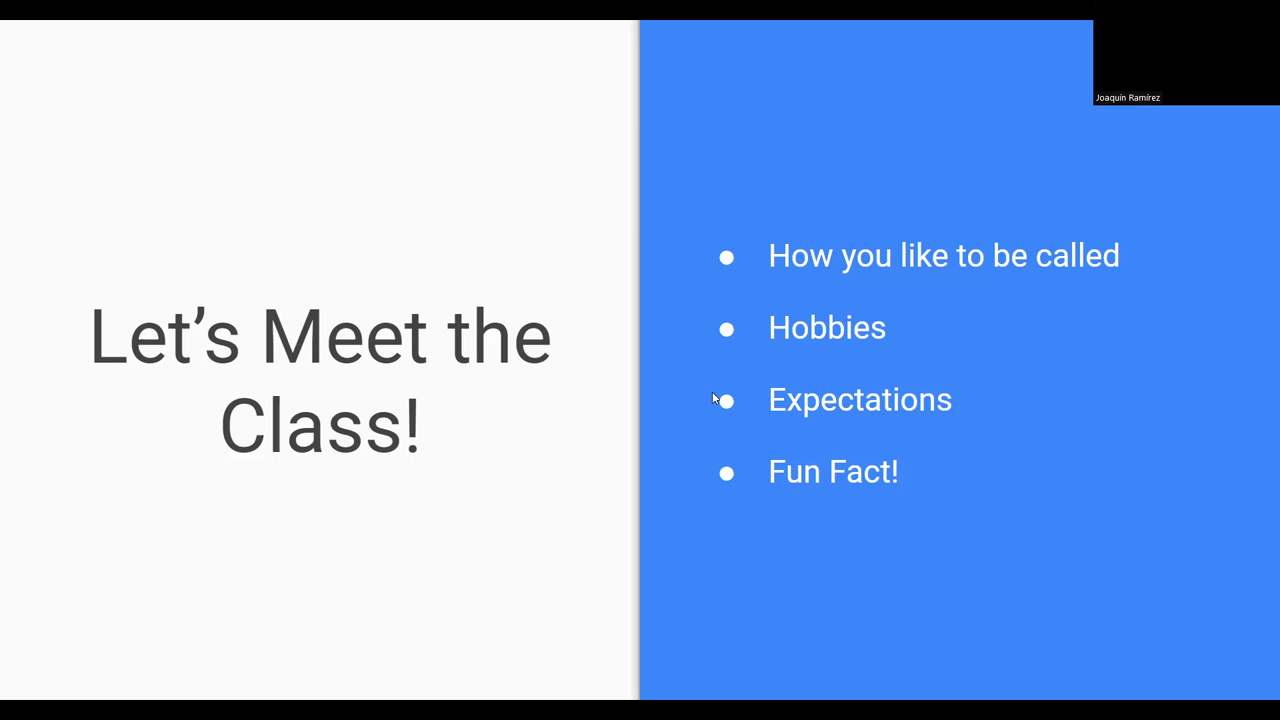 Joaquín Ramírez
Let’s Meet the
Class!
● How you like to be called
● Hobbies
● Expectations
● Fun Fact!